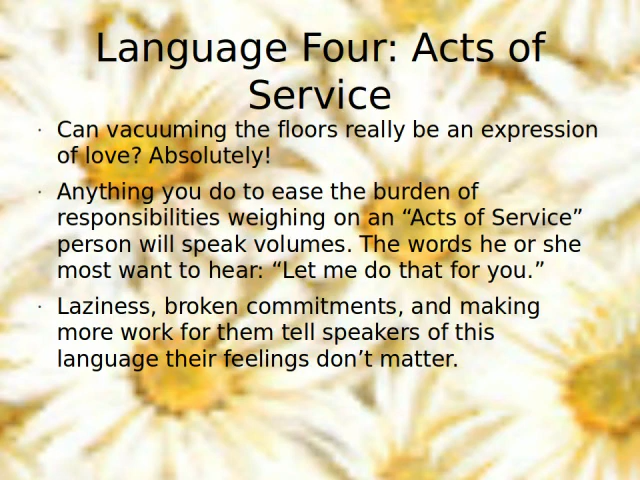 Language Four: Acts of
Service
· Can vacuuming the floors really be an expression
of love? Absolutely!
· Anything you do to ease the burden of
responsibilities weighing on an “Acts of Service”
person will speak volumes. The words he or she
most want to hear: “Let me do that for you.”
· Laziness, broken commitments, and making
more work for them tell speakers of this
language their feelings don’t matter.